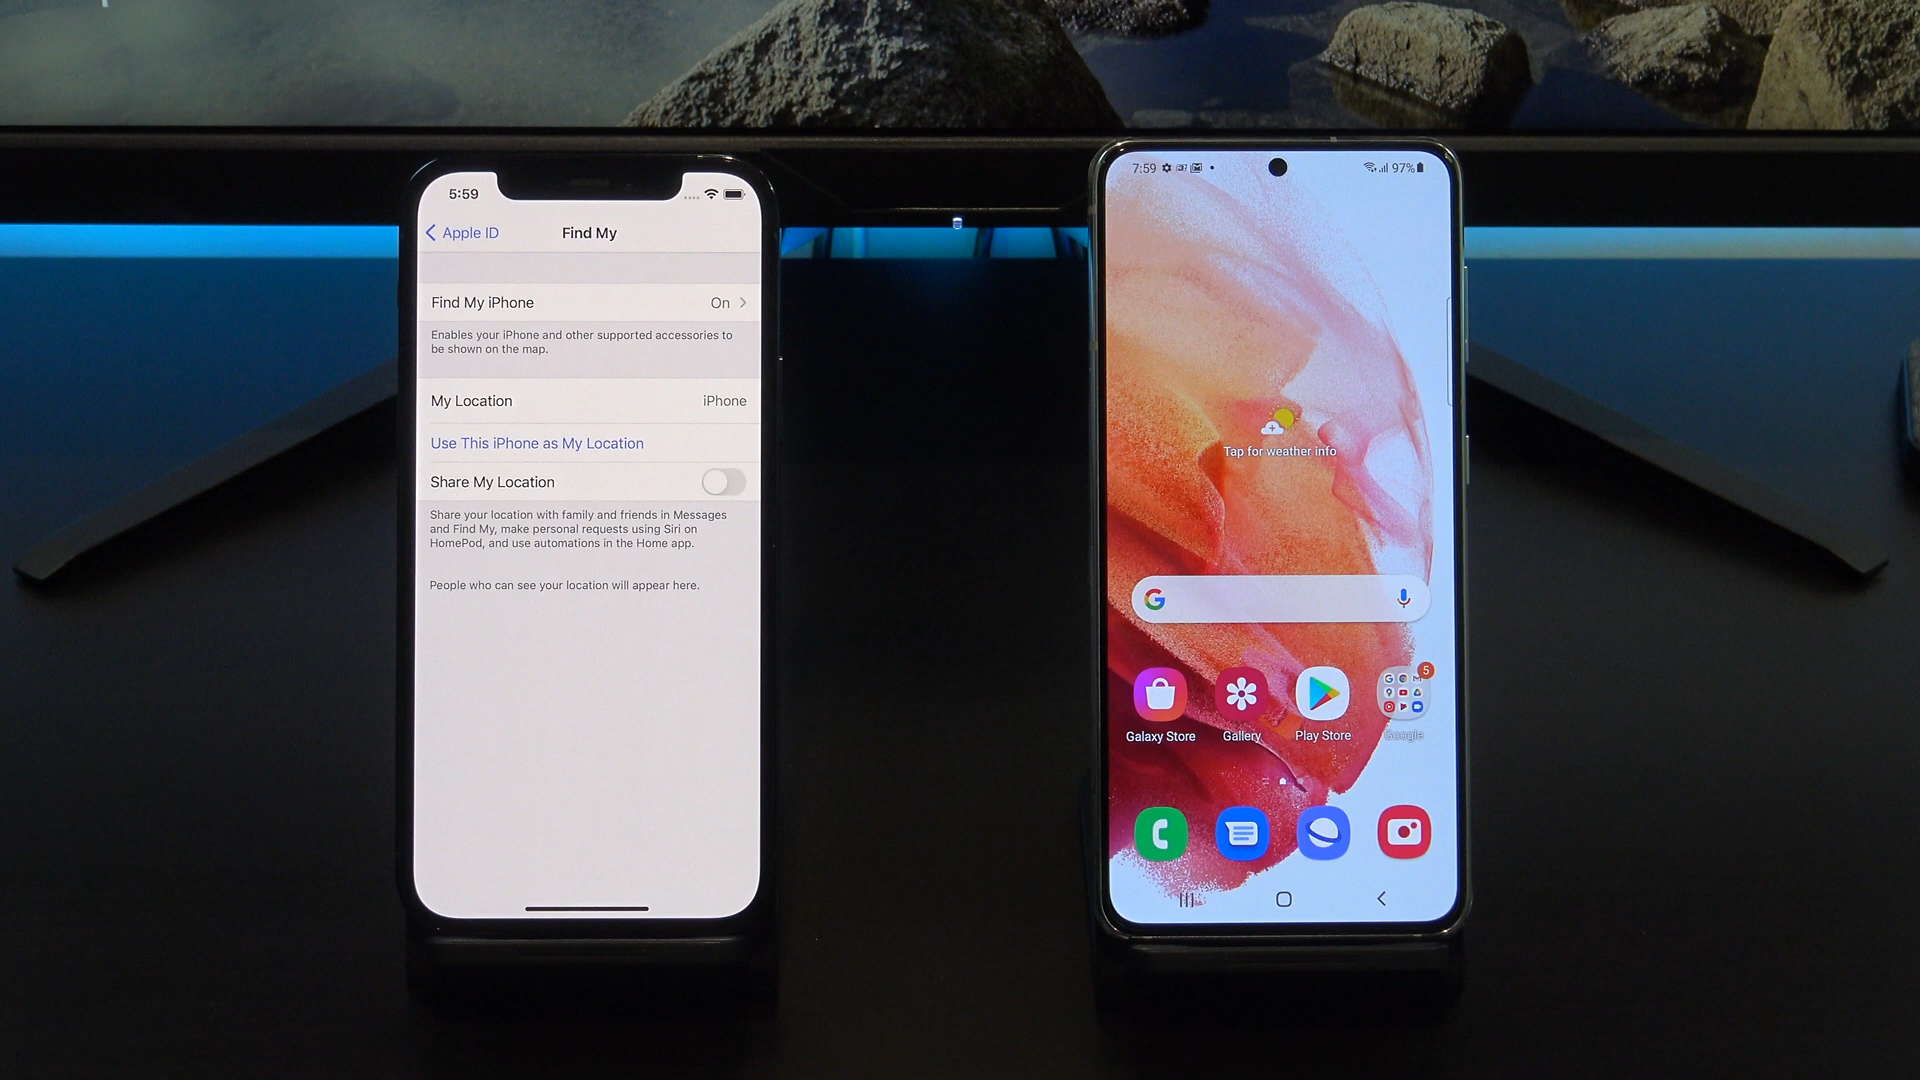 5:59
Apple ID
Find My
Find My iPhone
On
Enables your iPhone and other supported accessories to
be shown on the map.
My Location
iPhone
Use This iPhone as My Location
Share My Location
Share your location with family and friends in Messages
and Find My, make personal requests using Siri on
HomePod, and use automations in the Home app.
People who can see your location will appear here.
7:59
97%
Tap for weather info
G
5
Galaxy Store
Gallery
Play Store
Google